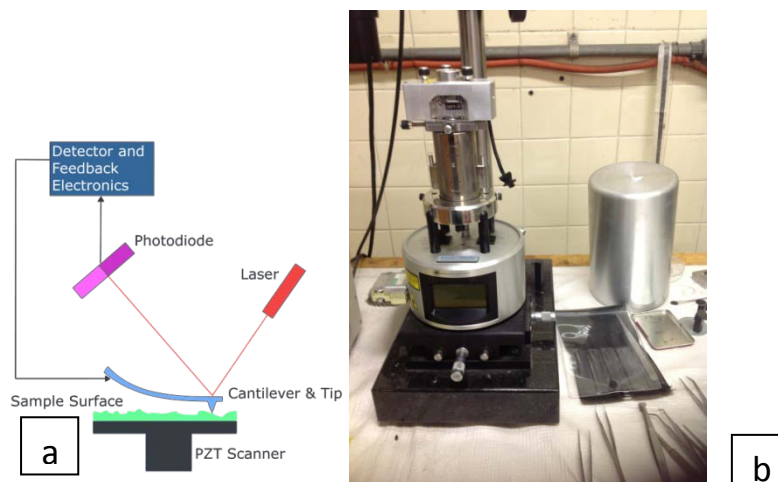 Detector and
Feedback
Electronics
Photodiode
Laser
Cantilever & Tip
Sample Surface
PZT Scanner
a
b